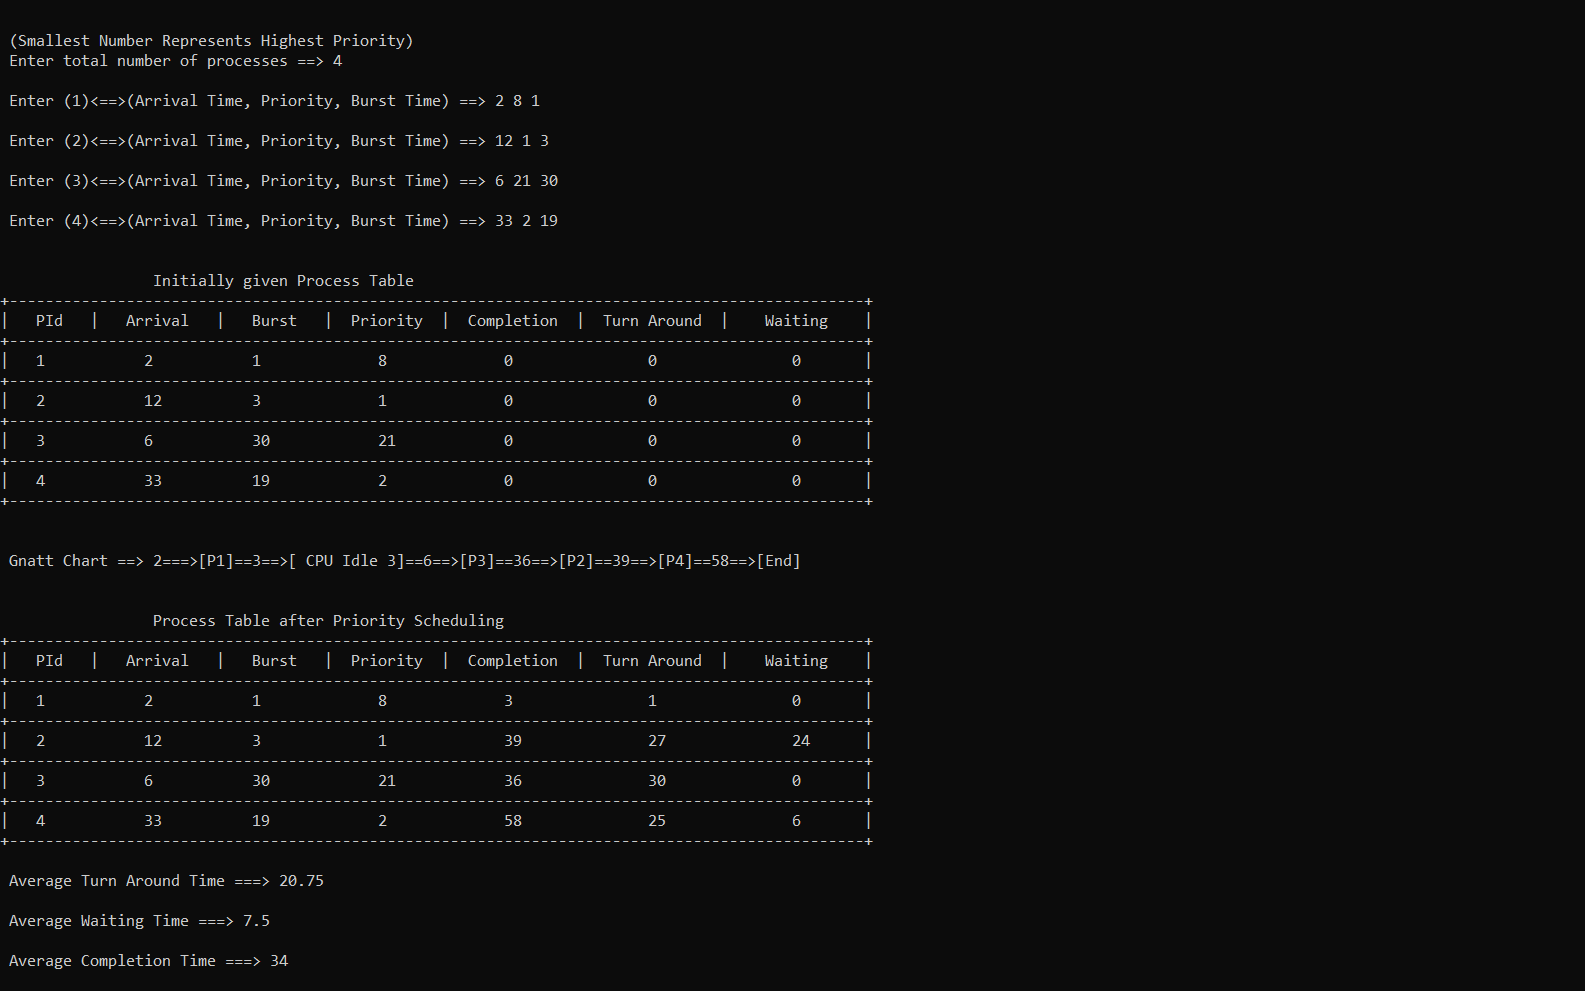 (Smallest Number Represents Highest Priority)
Enter total number of processes ==> 4
Enter (1)<==>(Arrival Time, Priority, Burst Time) ==> 2 8 1
Enter (2)<==>(Arrival Time, Priority, Burst Time) ==> 12 1 3
Enter (3)<==>(Arrival Time, Priority, Burst Time) ==> 6 21 30
Enter (4)<==>(Arrival Time, Priority, Burst Time) ==> 33 2 19
Initially given Process Table
+-----------------------------------------------------------------------------------------------+
| PId | Arrival | Burst | Priority | Completion | Turn Around | Waiting |
+-----------------------------------------------------------------------------------------------+
| 1 2 1 8 0 0 0 |
+-----------------------------------------------------------------------------------------------+
| 2 12 3 1 0 0 0 |
+-----------------------------------------------------------------------------------------------+
| 3 6 30 21 0 0 0 |
+-----------------------------------------------------------------------------------------------+
| 4 33 19 2 0 0 0 |
+-----------------------------------------------------------------------------------------------+
Gnatt Chart ==> 2===>[P1]==3==>[ CPU Idle 3]==6==>[P3]==36==>[P2]==39==>[P4]==58==>[End]
Process Table after Priority Scheduling
+-----------------------------------------------------------------------------------------------+
| PId | Arrival | Burst | Priority | Completion | Turn Around | Waiting |
+-----------------------------------------------------------------------------------------------+
| 1 2 1 8 3 1 0 |
+-----------------------------------------------------------------------------------------------+
| 2 12 3 1 39 27 24 |
+-----------------------------------------------------------------------------------------------+
| 3 6 30 21 36 30 0 |
+-----------------------------------------------------------------------------------------------+
| 4 33 19 2 58 25 6 |
+-----------------------------------------------------------------------------------------------+
Average Turn Around Time ===> 20.75
Average Waiting Time ===> 7.5
Average Completion Time ===> 34